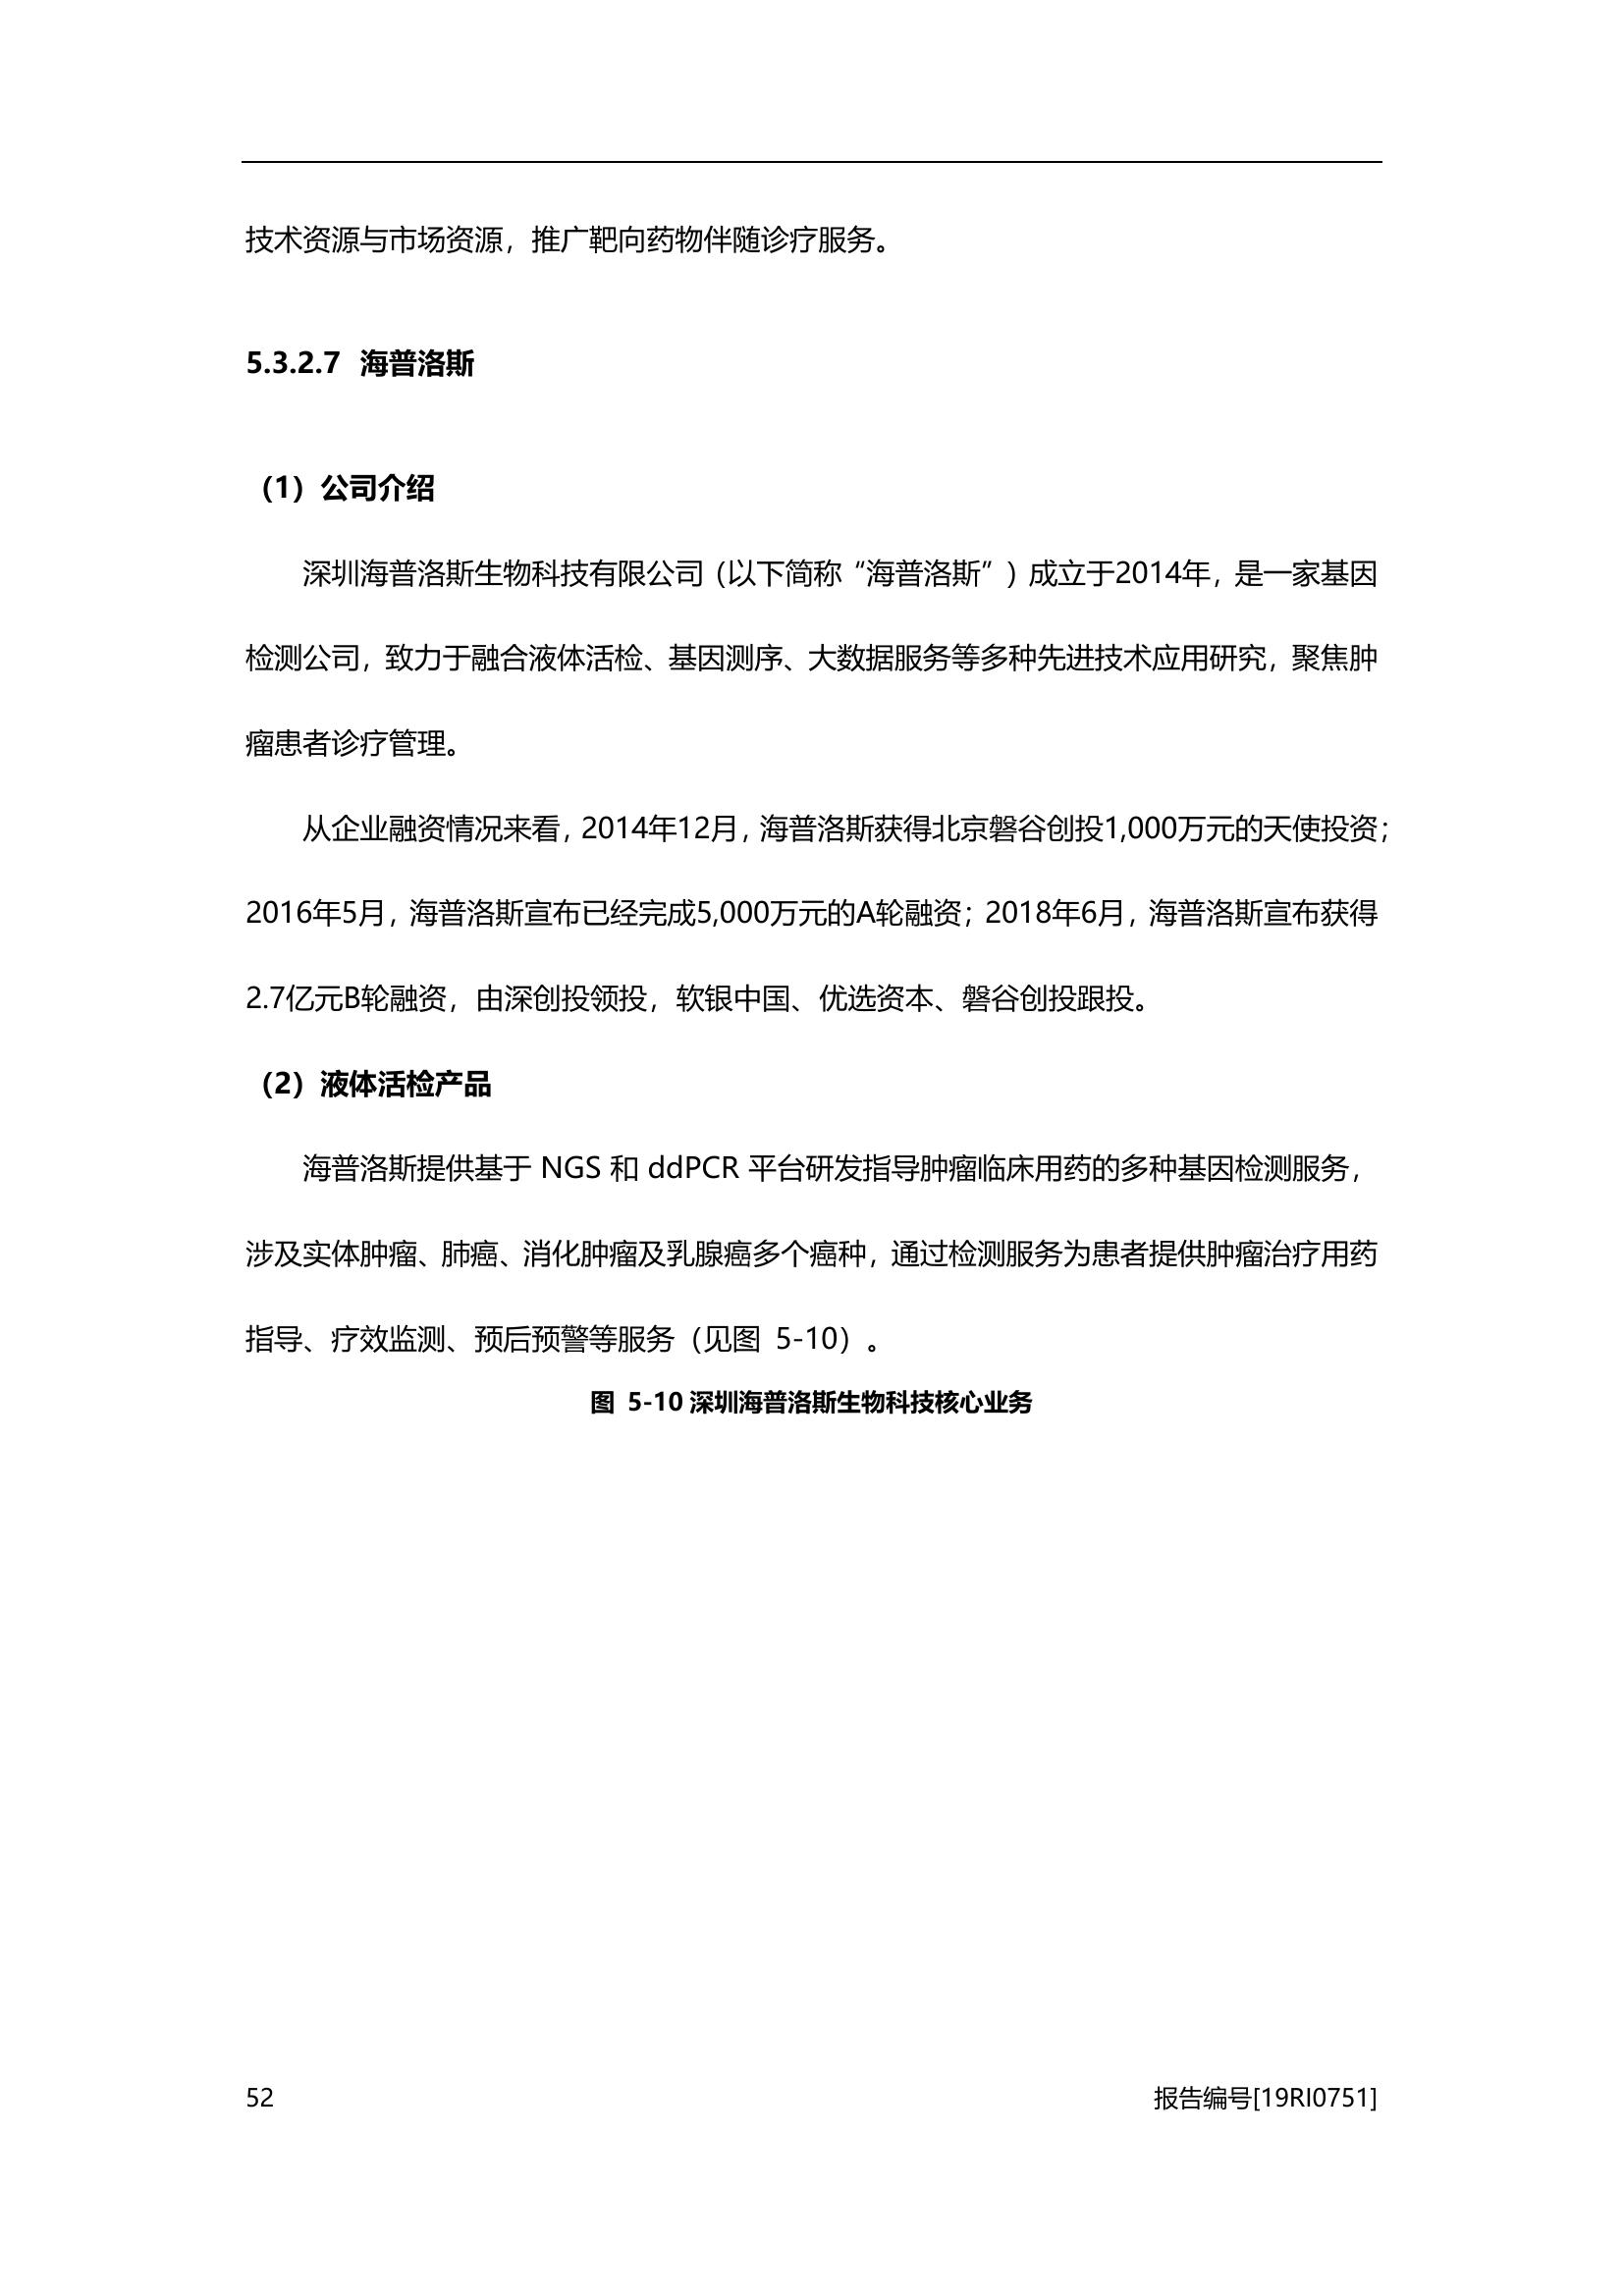 技术资源与市场资源，推广靶向药物伴随诊疗服务。
5.3.2.7 海普洛斯
（1）公司介绍
深圳海普洛斯生物科技有限公司（以下简称“海普洛斯”）成立于2014年，是一家基因
检测公司，致力于融合液体活检、基因测序、大数据服务等多种先进技术应用研究，聚焦肿
瘤患者诊疗管理。
从企业融资情况来看，2014年12月，海普洛斯获得北京磐谷创投1,000万元的天使投资；
2016年5月，海普洛斯宣布已经完成5,000万元的A轮融资；2018年6月，海普洛斯宣布获得
2.7亿元B轮融资，由深创投领投，软银中国、优选资本、磐谷创投跟投。
（2）液体活检产品
海普洛斯提供基于 NGS 和 ddPCR 平台研发指导肿瘤临床用药的多种基因检测服务，
涉及实体肿瘤、肺癌、消化肿瘤及乳腺癌多个癌种，通过检测服务为患者提供肿瘤治疗用药
指导、疗效监测、预后预警等服务（见图 5-10）。
图 5-10 深圳海普洛斯生物科技核心业务
52 报告编号[19RI0751]